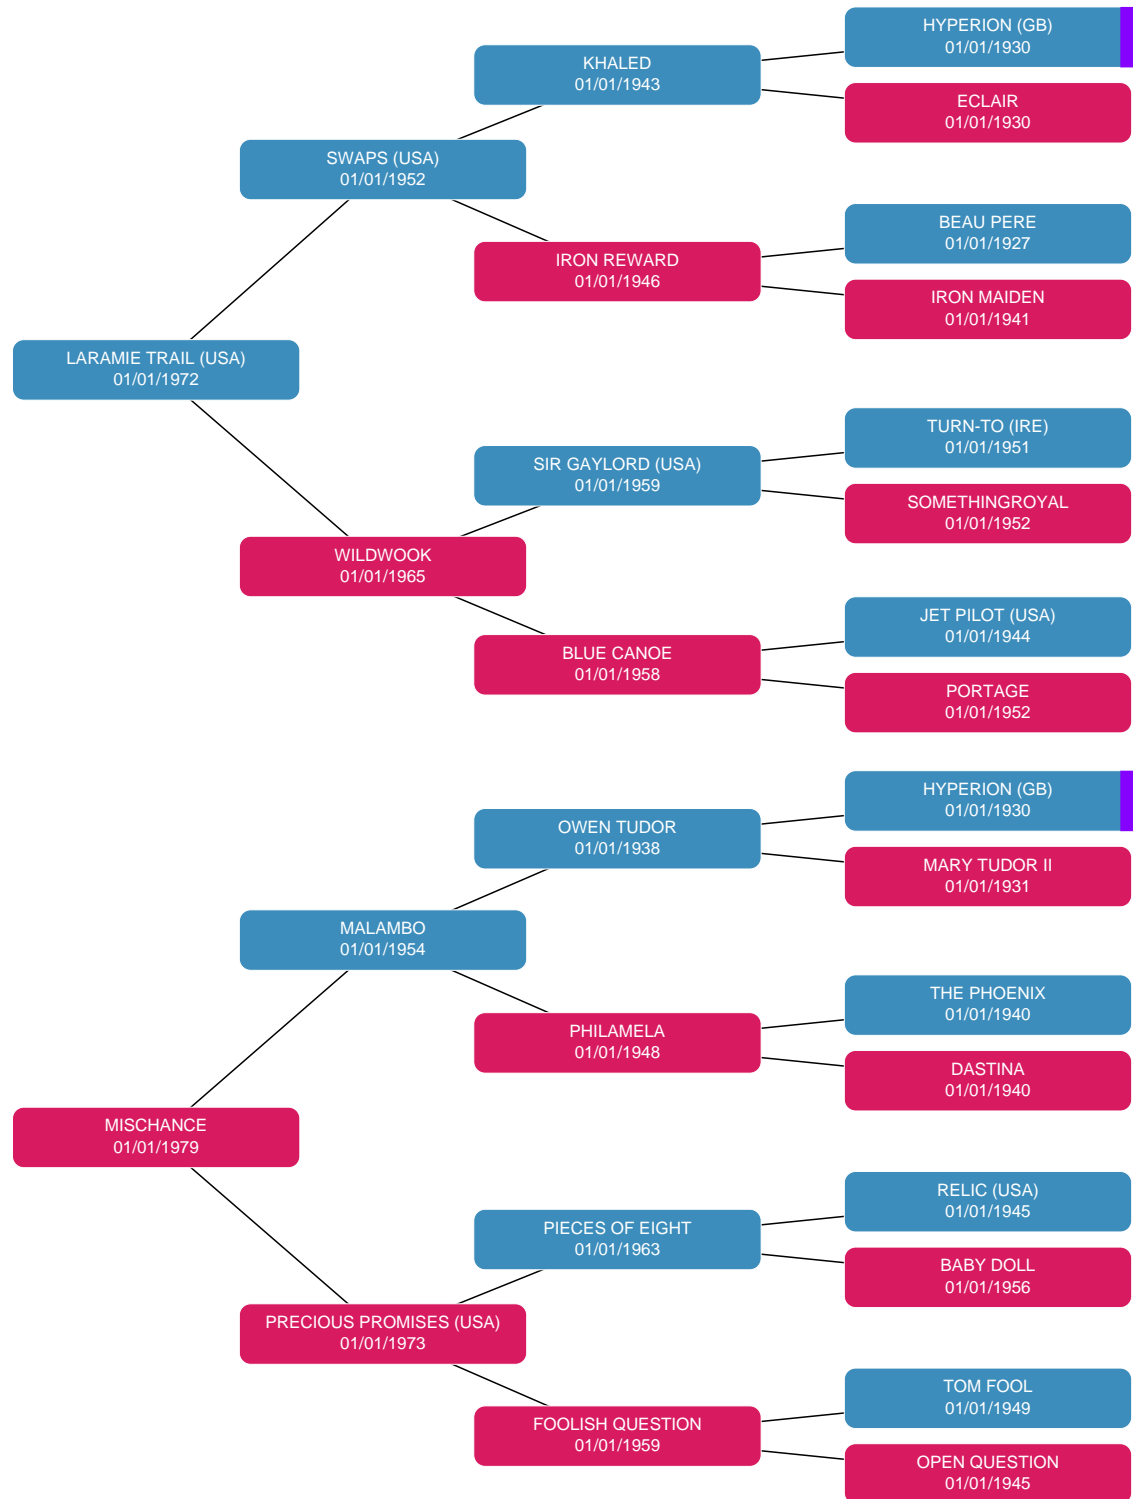 HYPERION (GB)
01/01/1930
KHALED
01/01/1943
ECLAIR
01/01/1930
SWAPS (USA)
01/01/1952
BEAU PERE
01/01/1927
IRON REWARD
01/01/1946
IRON MAIDEN
01/01/1941
LARAMIE TRAIL (USA)
01/01/1972
TURN-TO (IRE)
01/01/1951
SIR GAYLORD (USA)
01/01/1959
SOMETHINGROYAL
01/01/1952
WILDWOOK
01/01/1965
JET PILOT (USA)
01/01/1944
BLUE CANOE
01/01/1958
PORTAGE
01/01/1952
HYPERION (GB)
01/01/1930
OWEN TUDOR
01/01/1938
MARY TUDOR II
01/01/1931
MALAMBO
01/01/1954
THE PHOENIX
01/01/1940
PHILAMELA
01/01/1948
DASTINA
01/01/1940
MISCHANCE
01/01/1979
RELIC (USA)
01/01/1945
PIECES OF EIGHT
01/01/1963
BABY DOLL
01/01/1956
PRECIOUS PROMISES (USA)
01/01/1973
TOM FOOL
01/01/1949
FOOLISH QUESTION
01/01/1959
OPEN QUESTION
01/01/1945